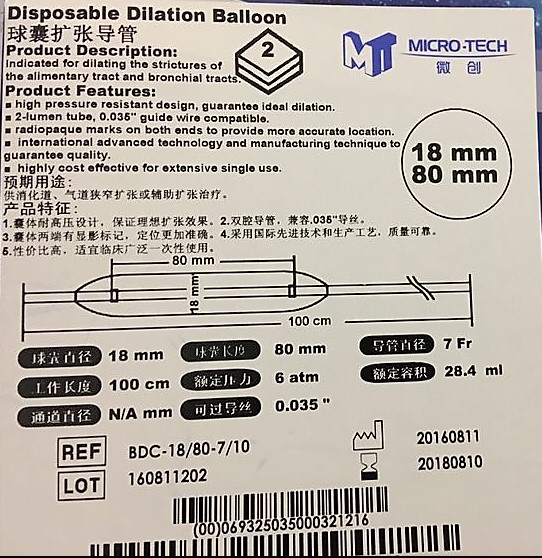 Disposable Dilation Balloon
球囊扩张导管
Product Description:
Indicated for dilating the strictures of
the alimentary tract and bronchial tracts.
2
MICRO-TECH
微创
Product Features:
▪ high pressure resistant design, guarantee ideal dilation.
▪ 2-lumen tube, 0.035" guide wire compatible.
▪ radiopaque marks on both ends to provide more accurate location.
▪ international advanced technology and manufacturing technique to
guarantee quality.
▪ highly cost effective for extensive single use.
18 mm
80 mm
预期用途:
供消化道、气道狭窄扩张或辅助扩张治疗。
产品特征:
1.囊体耐高压设计，保证理想扩张效果。2.双腔导管，兼容.035"导丝。
3.囊体两端有显影标记，定位更加准确。4.采用国际先进技术和生产工艺，质量可靠。
5.性价比高，适宜临床广泛一次性使用。
80 mm
18 mm
100 cm
球囊直径 18 mm 球囊长度 80 mm 导管直径 7 Fr
工作长度 100 cm 额定压力 6 atm 额定容积 28.4 ml
通道直径 N/A mm 可过导丝 0.035 "
REF BDC-18/80-7/10 20160811
LOT 160811202 20180810
(00)069325035000321216